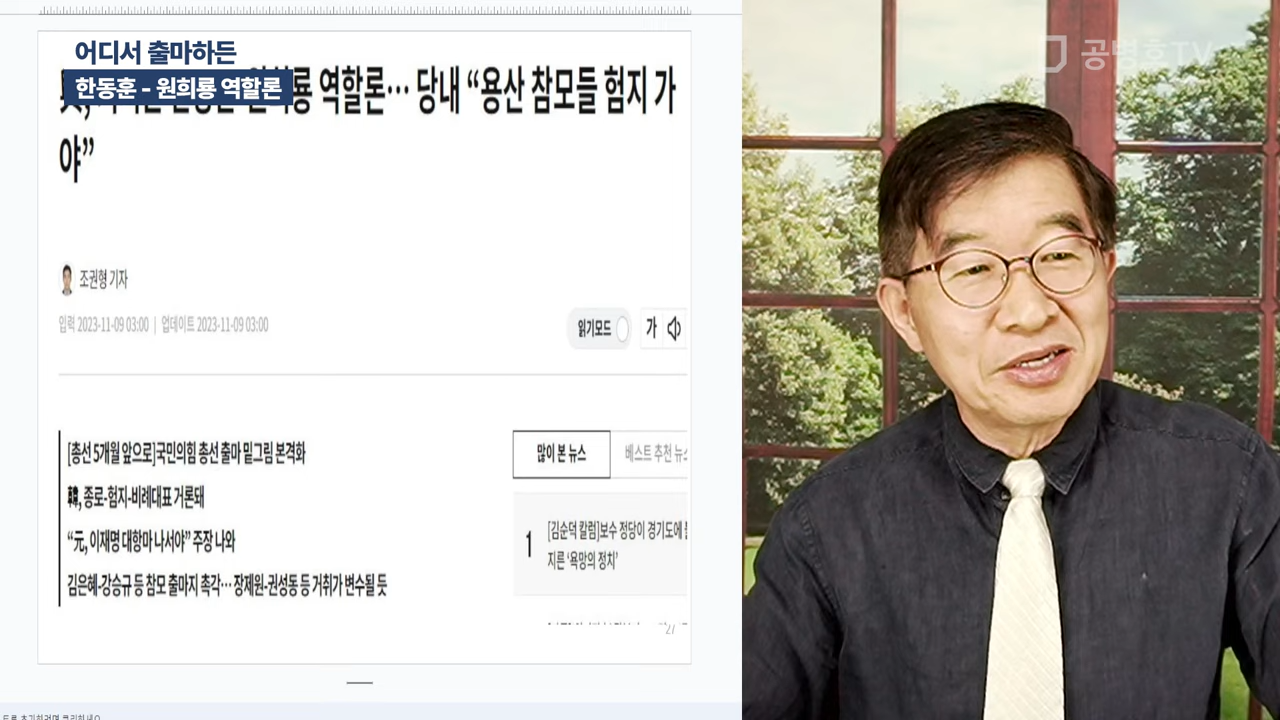 어디서 출마하든
한동훈 - 원희룡 역할론
역할론… 당내 “용산 참모들 험지 가
야”
조권형 기자
입력 2023-11-09 03:00 | 업데이트 2023-11-09 03:00
읽기모드
가
[총선 5개월 앞으로]국민의힘 총선 출마 밑그림 본격화
韓, 종로-험지-비례대표 거론돼
“元, 이재명 대항마 나서야” 주장 나와
김은혜-강승규 등 참모 출마지 촉각… 장제원-권성동 등 거취가 변수될 듯
많이 본 뉴스
베스트 추천 뉴스
1
[김순덕 칼럼]보수 정당이 경기도에
지른 ‘욕망의 정치’
27
공병호TV